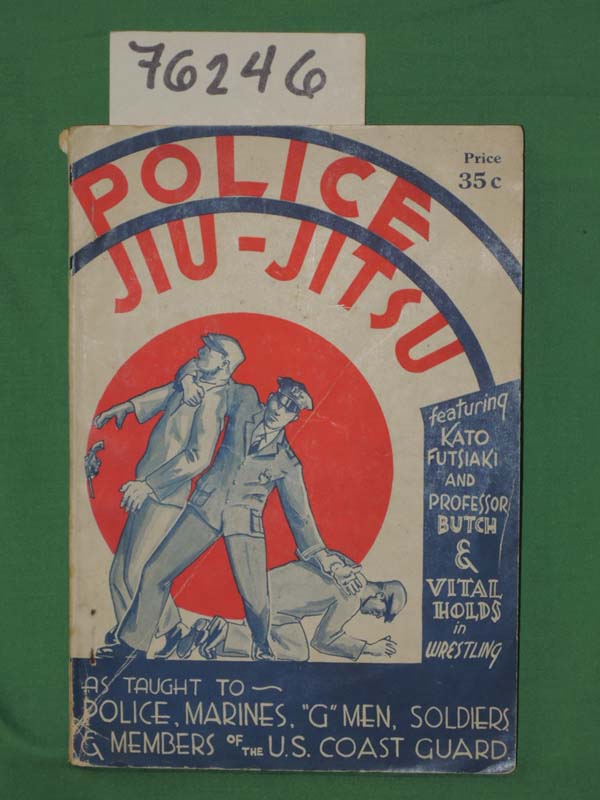 76246
Price
35c
POLICE
JIU-JITSU
featuring
KATO
FUTSIAKI
AND
PROFESSOR
BUTCH
&
VITAL
HOLDS
in
WRESTLING
AS TAUGHT TO ~
POLICE, MARINES, "G" MEN, SOLDIERS
& MEMBERS OF THE U.S. COAST GUARD